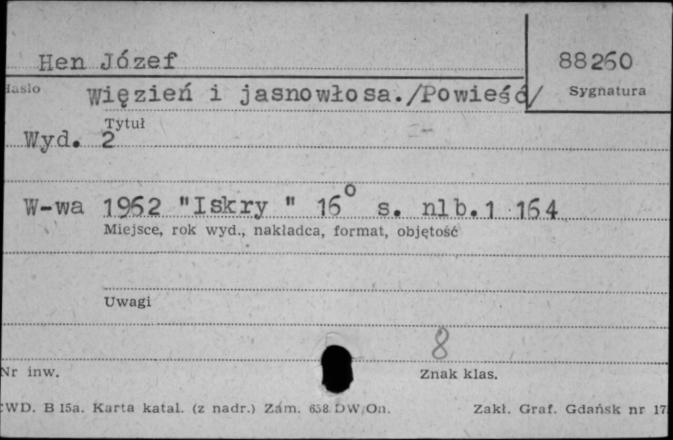 Hen Józef
88260
Hasło
Sygnatura
Więzień i jasnowłosa./Powieść/
Tytuł
Wyd. 2
W-wa 1962 "Iskry " 16° s. nlb.1 164
Miejsce, rok wyd., nakładca, format, objętość
Uwagi
8
Nr inw.
Znak klas.
CWD. B 15a. Karta katal. (z nadr.) Zam. 658 DW/On.
Zakł. Graf. Gdańsk nr 17